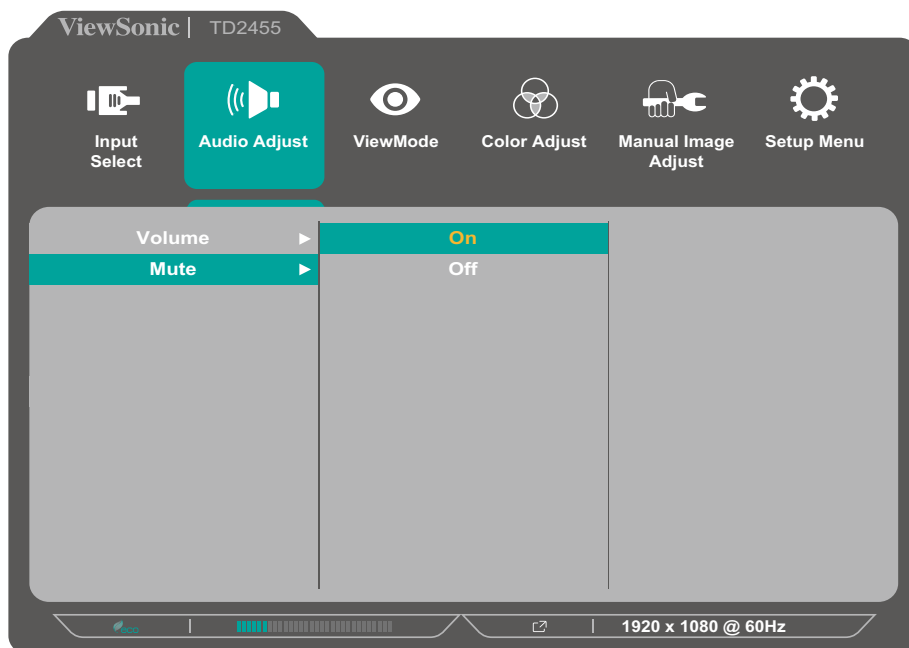 ViewSonic | TD2455
Input Select
Audio Adjust
ViewMode
Color Adjust
Manual Image Adjust
Setup Menu
Volume
On
Mute
Off
eco
1920 x 1080 @ 60Hz